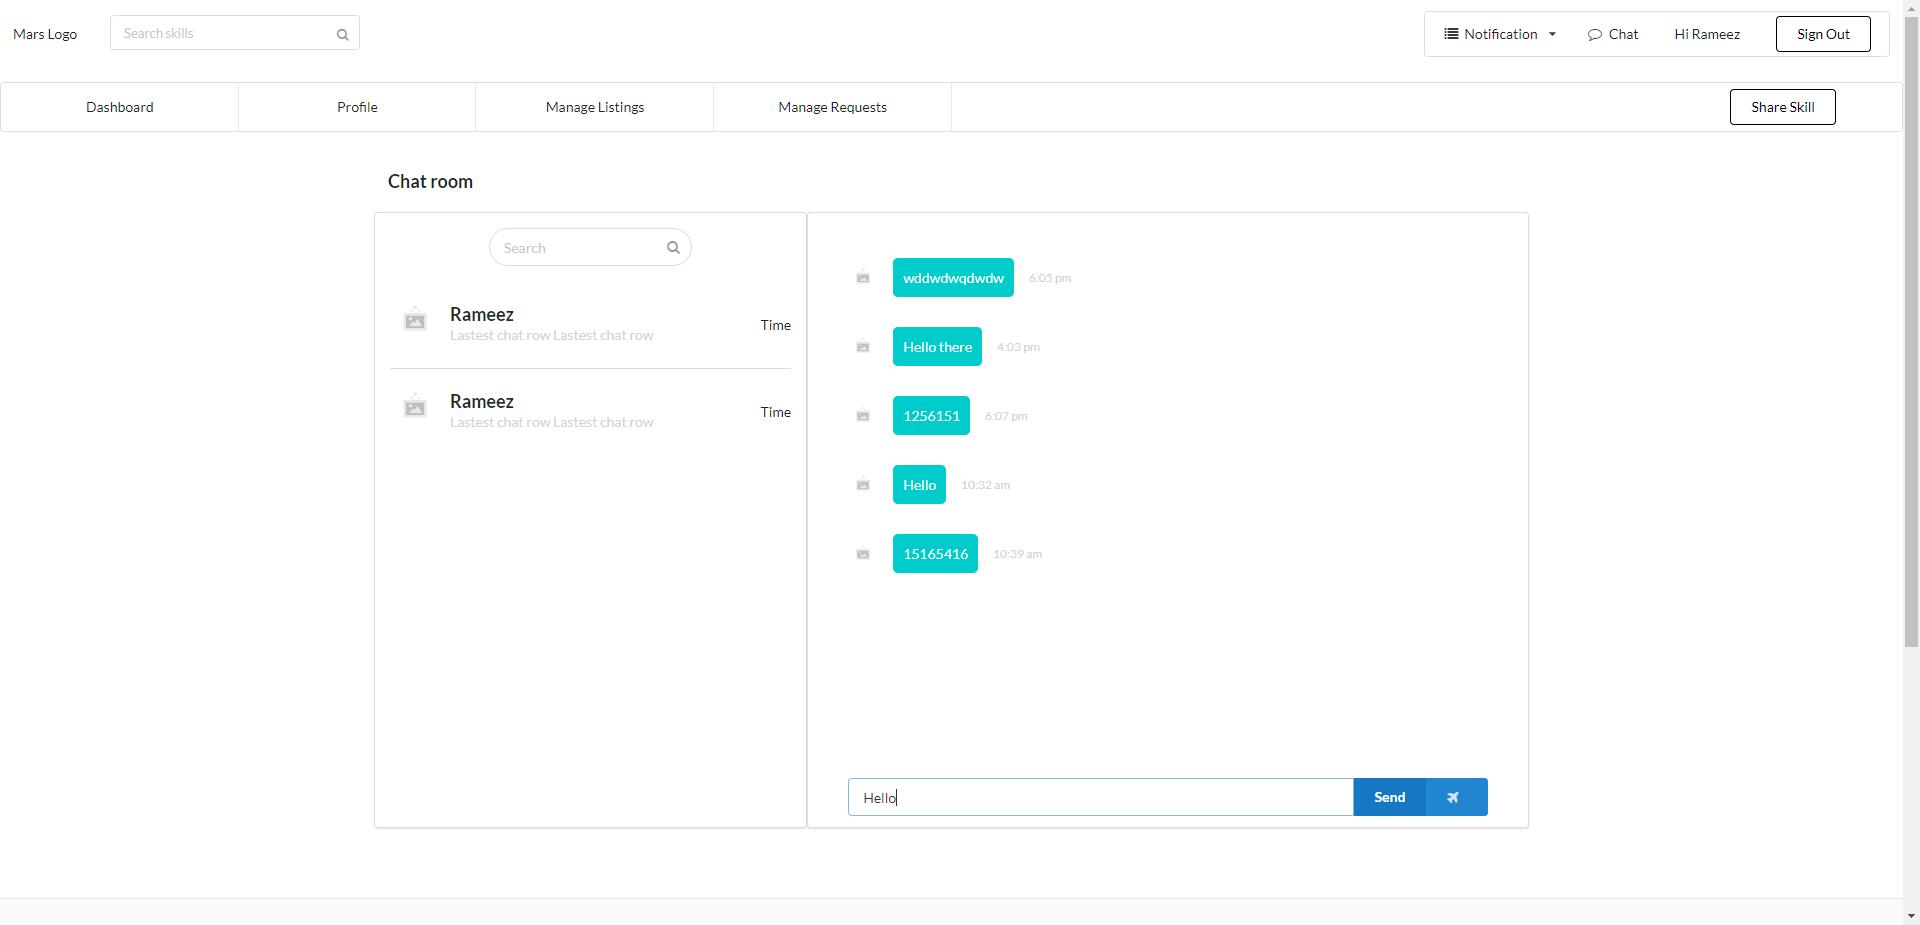 Mars Logo
Search skills
Notification
Chat
Hi Rameez
Sign Out
Dashboard
Profile
Manage Listings
Manage Requests
Share Skill
Chat room
Search
Rameez
Lastest chat row Lastest chat row
Time
Rameez
Lastest chat row Lastest chat row
Time
wddwdwqdwdw 6:05 pm
Hello there 4:03 pm
1256151 6:07 pm
Hello 10:32 am
15165416 10:39 am
Hello
Send